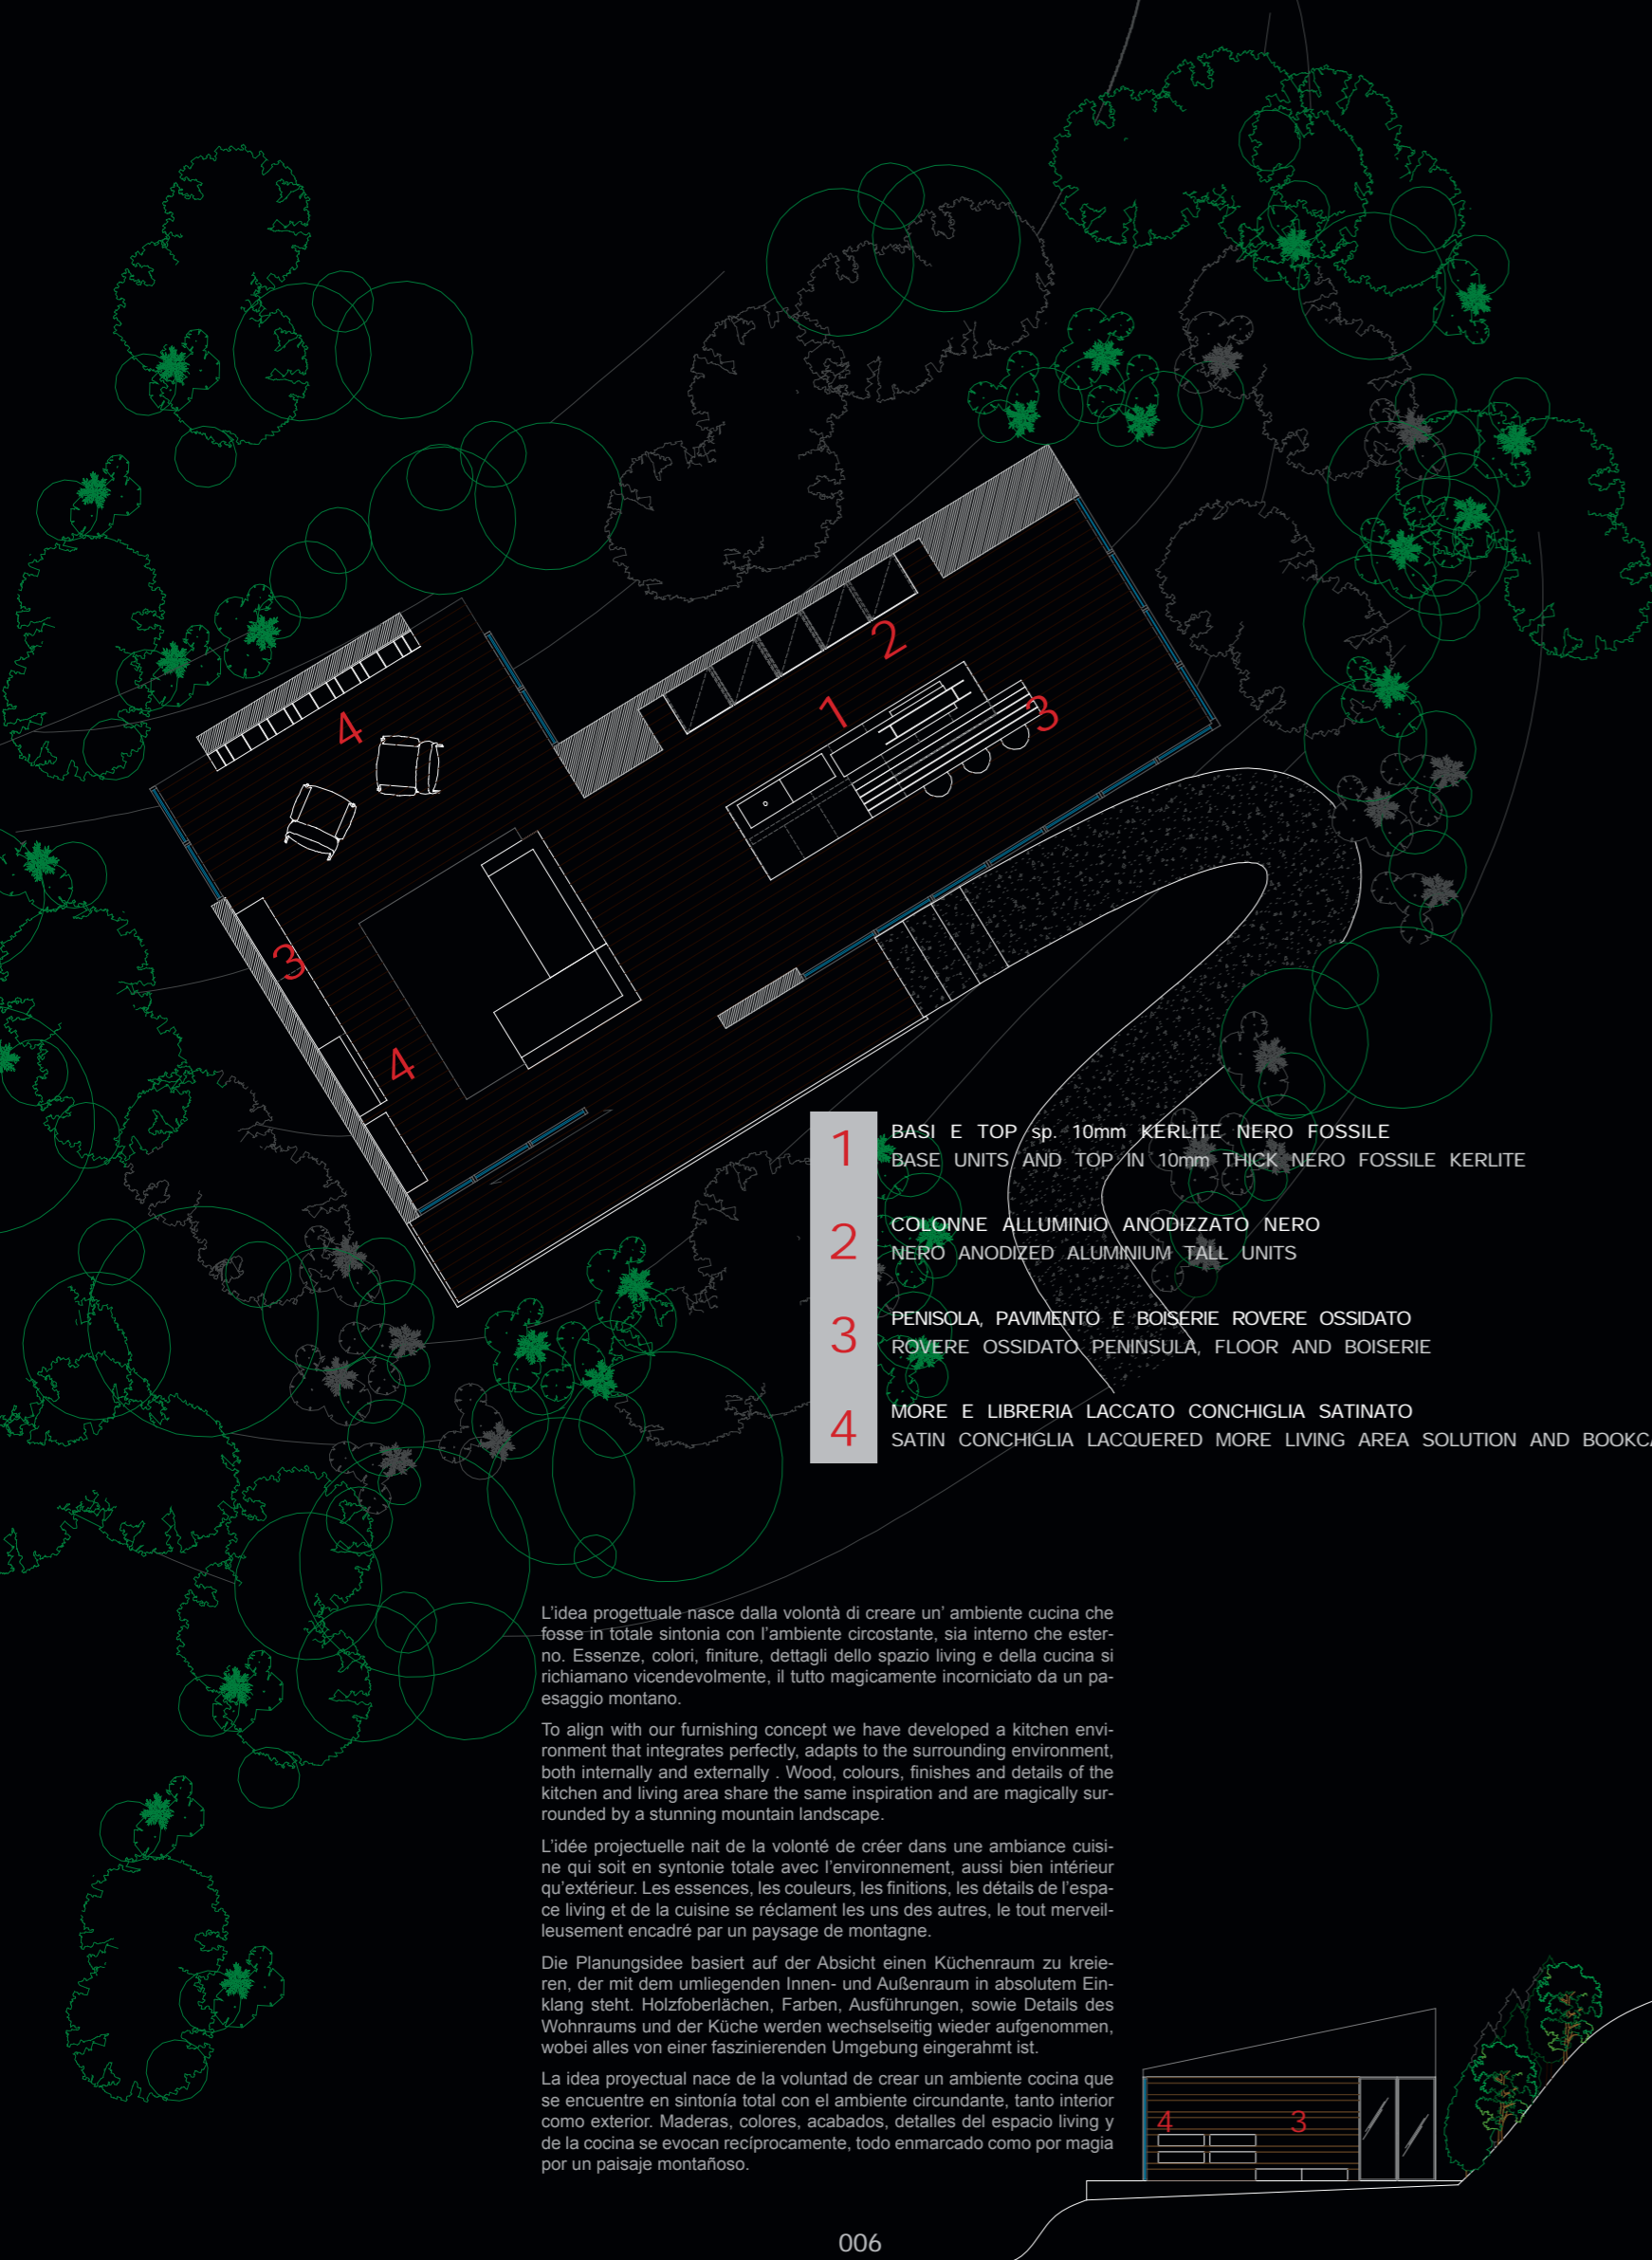 2
1
3
4
3
4
1
BASI E TOP sp. 10mm KERLITE NERO FOSSILE
BASE UNITS AND TOP IN 10mm THICK NERO FOSSILE KERLITE
2
COLONNE ALLUMINIO ANODIZZATO NERO
NERO ANODIZED ALUMINIUM TALL UNITS
3
PENISOLA, PAVIMENTO E BOISERIE ROVERE OSSIDATO
ROVERE OSSIDATO PENINSULA, FLOOR AND BOISERIE
4
MORE E LIBRERIA LACCATO CONCHIGLIA SATINATO
SATIN CONCHIGLIA LACQUERED MORE LIVING AREA SOLUTION AND
L'idea progettuale nasce dalla volontà di creare un' ambiente cucina che
fosse in totale sintonia con l'ambiente circostante, sia interno che ester-
no. Essenze, colori, finiture, dettagli dello spazio living e della cucina si
richiamano vicendevolmente, il tutto magicamente incorniciato da un pa-
esaggio montano.
To align with our furnishing concept we have developed a kitchen envi-
ronment that integrates perfectly, adapts to the surrounding environment,
both internally and externally . Wood, colours, finishes and details of the
kitchen and living area share the same inspiration and are magically sur-
rounded by a stunning mountain landscape.
L'idée projectuelle nait de la volonté de créer dans une ambiance cuisi-
ne qui soit en syntonie totale avec l'environnement, aussi bien intérieur
qu'extérieur. Les essences, les couleurs, les finitions, les détails de l'espa-
ce living et de la cuisine se réclament les uns des autres, le tout merveil-
leusement encadré par un paysage de montagne.
Die Planungsidee basiert auf der Absicht einen Küchenraum zu kreie-
ren, der mit dem umliegenden Innen- und Außenraum in absolutem Ein-
klang steht. Holzfoberlächen, Farben, Ausführungen, sowie Details des
Wohnraums und der Küche werden wechselseitig wieder aufgenommen,
wobei alles von einer faszinierenden Umgebung eingerahmt ist.
La idea proyectual nace de la voluntad de crear un ambiente cocina que
se encuentre en sintonía total con el ambiente circundante, tanto interior
como exterior. Maderas, colores, acabados, detalles del espacio living y
de la cocina se evocan recíprocamente, todo enmarcado como por magia
por un paisaje montañoso.
4
3
006